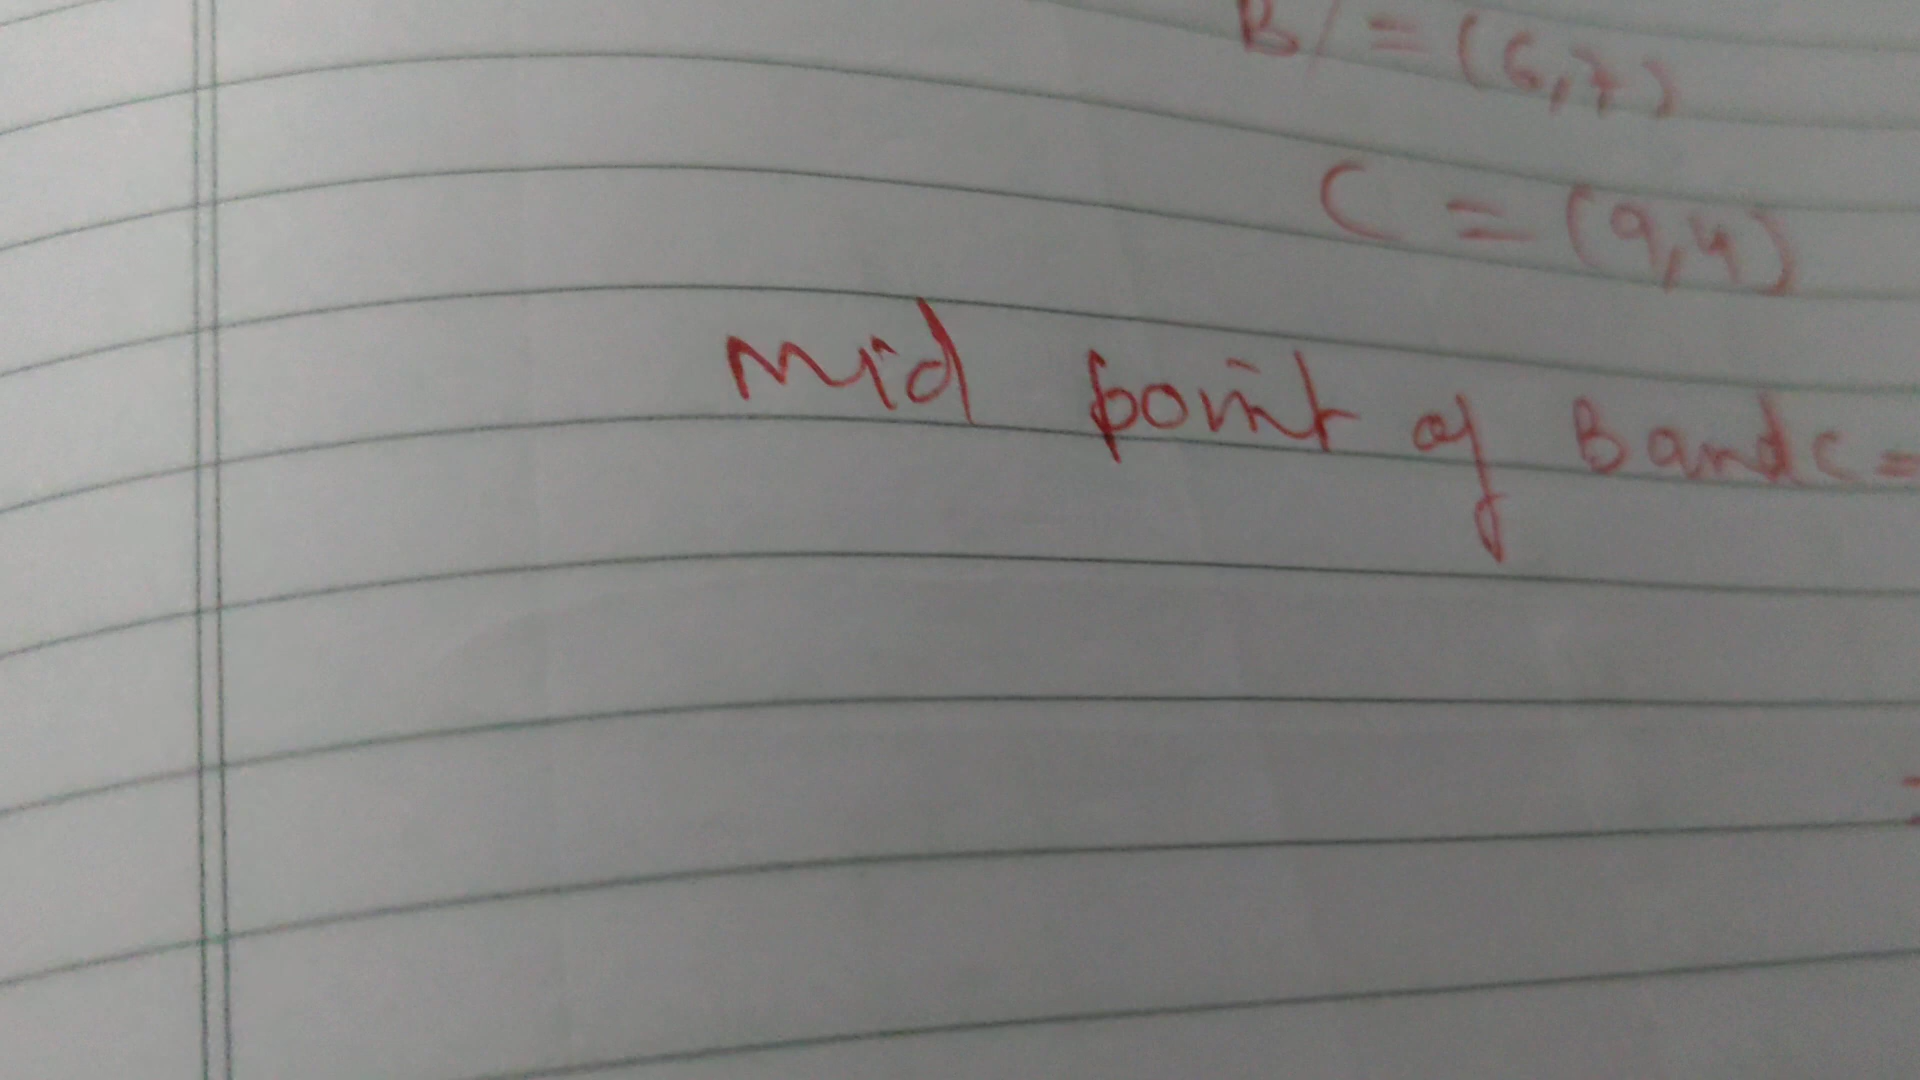 B = (6,7)
C = (9,4)
Mid point of B and C =
=